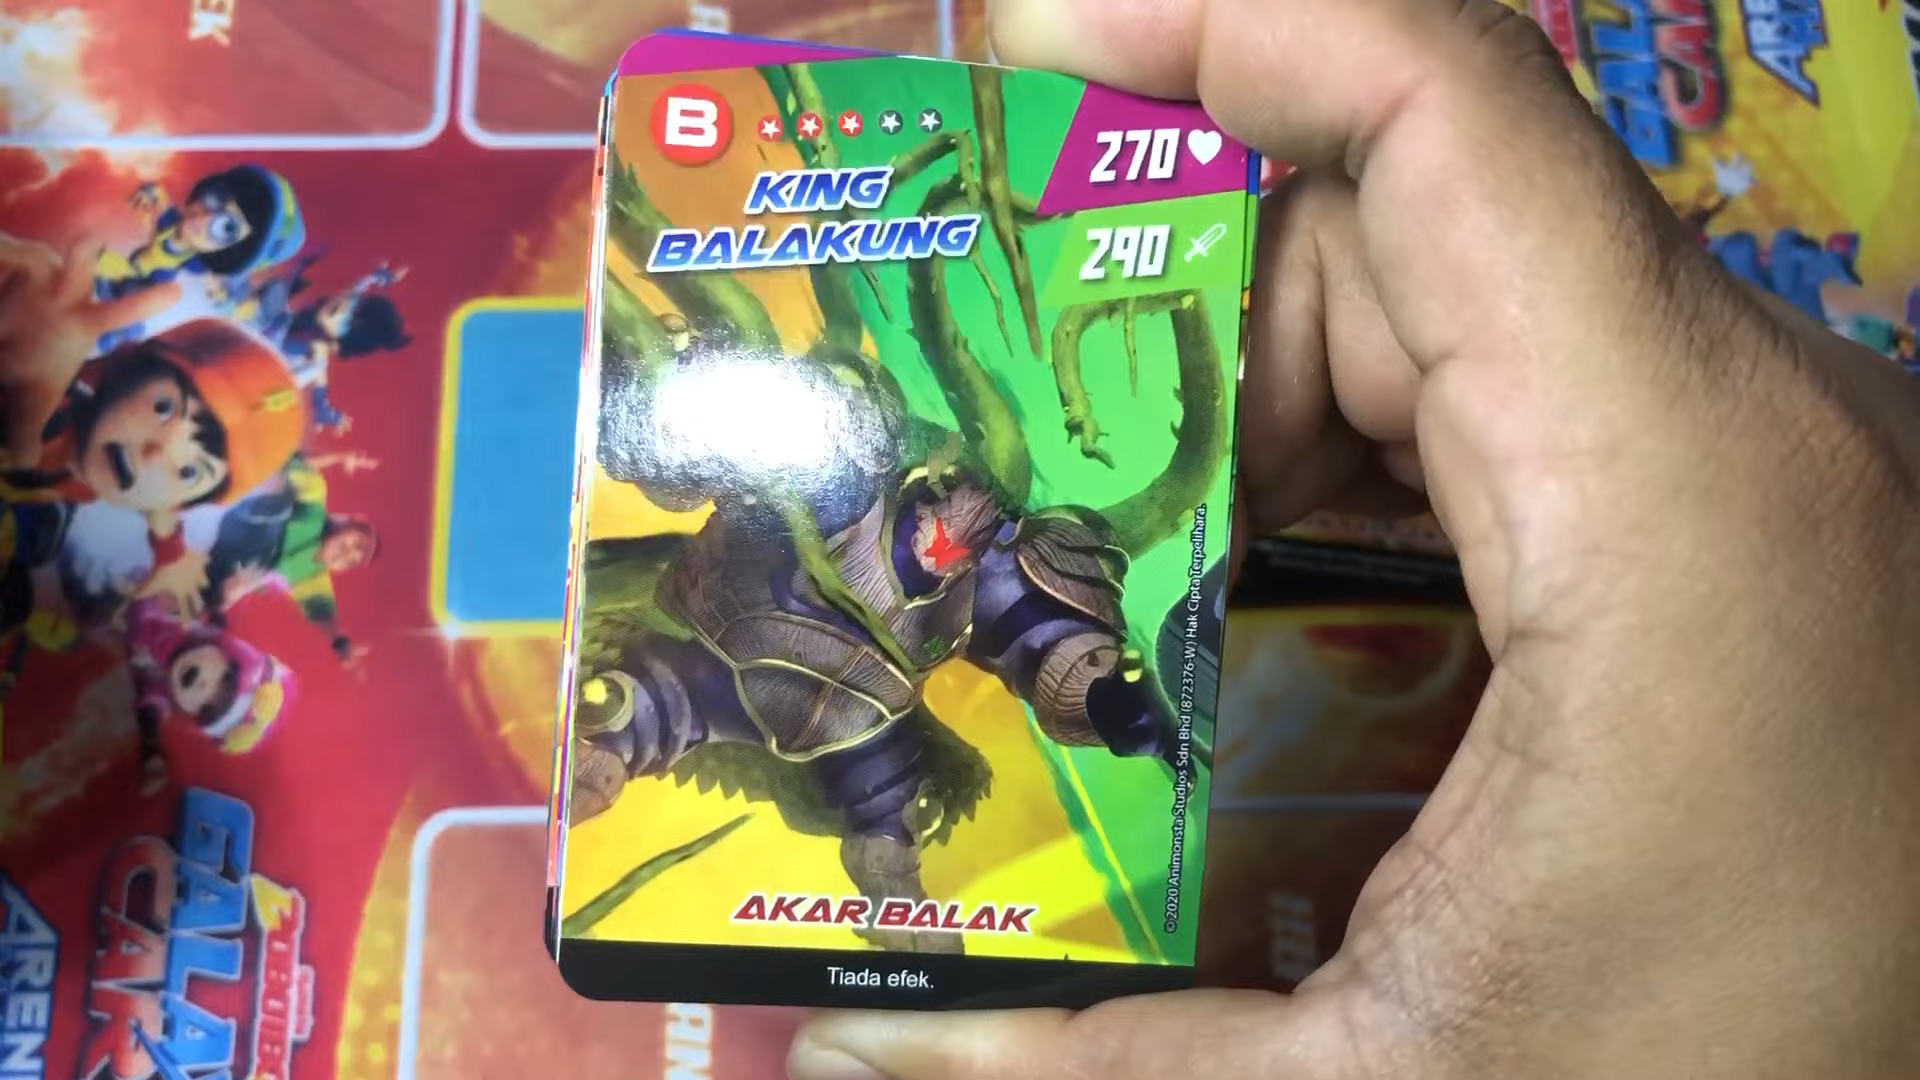 B
270
KING
BALAKUNG
290
©2020 Animonsta Studios Sdn Bhd (872376-W) Hak Cipta Terpelihara.
AKAR BALAK
Tiada efek.